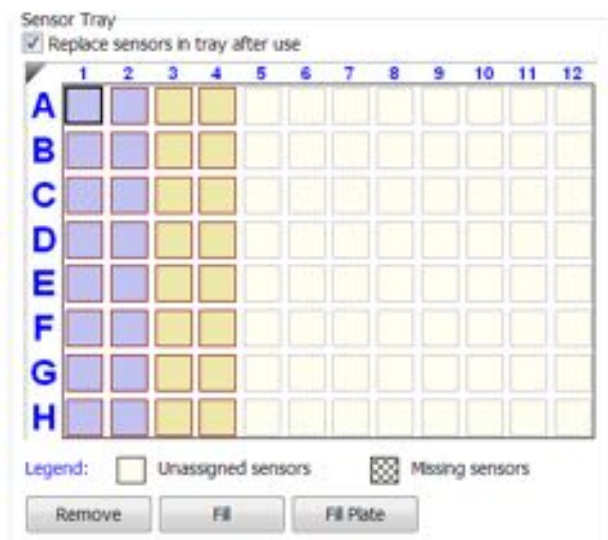 Sensor Tray
Replace sensors in tray after use
1 2 3 4 5 6 7 8 9 10 11 12
A
B
C
D
E
F
G
H
Legend: Unassigned sensors Missing sensors
Remove Fill Fill Plate